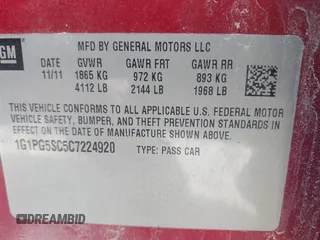 GM
MFD BY GENERAL MOTORS LLC
DATE GVWR GAWR FRT GAWR RR
11/11 1865 KG 972 KG 893 KG
4112 LB 2144 LB 1968 LB
THIS VEHICLE CONFORMS TO ALL APPLICABLE U.S. FEDERAL MOTOR
VEHICLE SAFETY, BUMPER, AND THEFT PREVENTION STANDARDS IN
EFFECT ON THE DATE OF MANUFACTURE SHOWN ABOVE.
1G1PG5SC5C7224920 TYPE: PASS CAR
DREAMBID